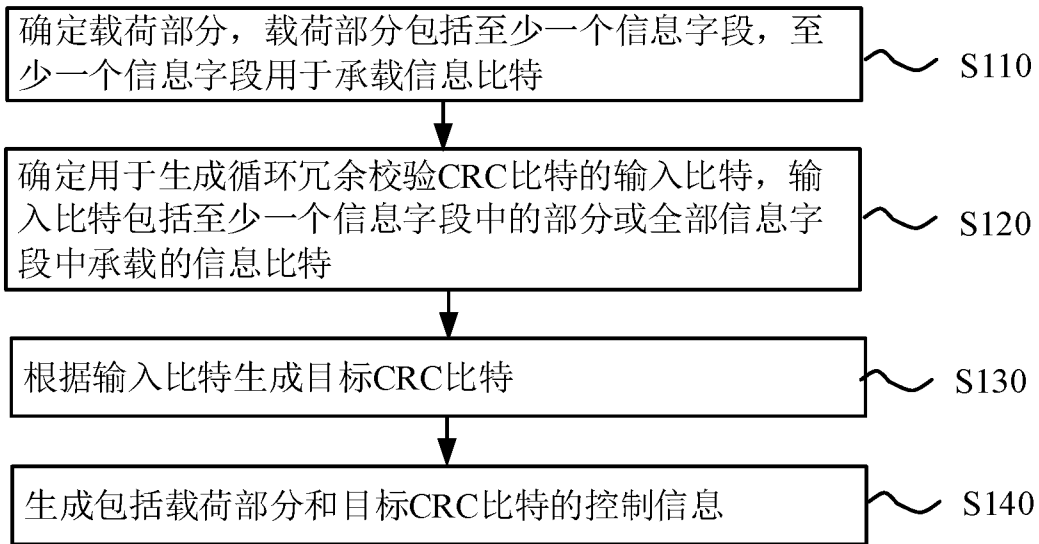 确定载荷部分，载荷部分包括至少一个信息字段，至
少一个信息字段用于承载信息比特
S110
确定用于生成循环冗余校验CRC比特的输入比特，输
入比特包括至少一个信息字段中的部分或全部信息字
段中承载的信息比特
S120
根据输入比特生成目标CRC比特
S130
生成包括载荷部分和目标CRC比特的控制信息
S140